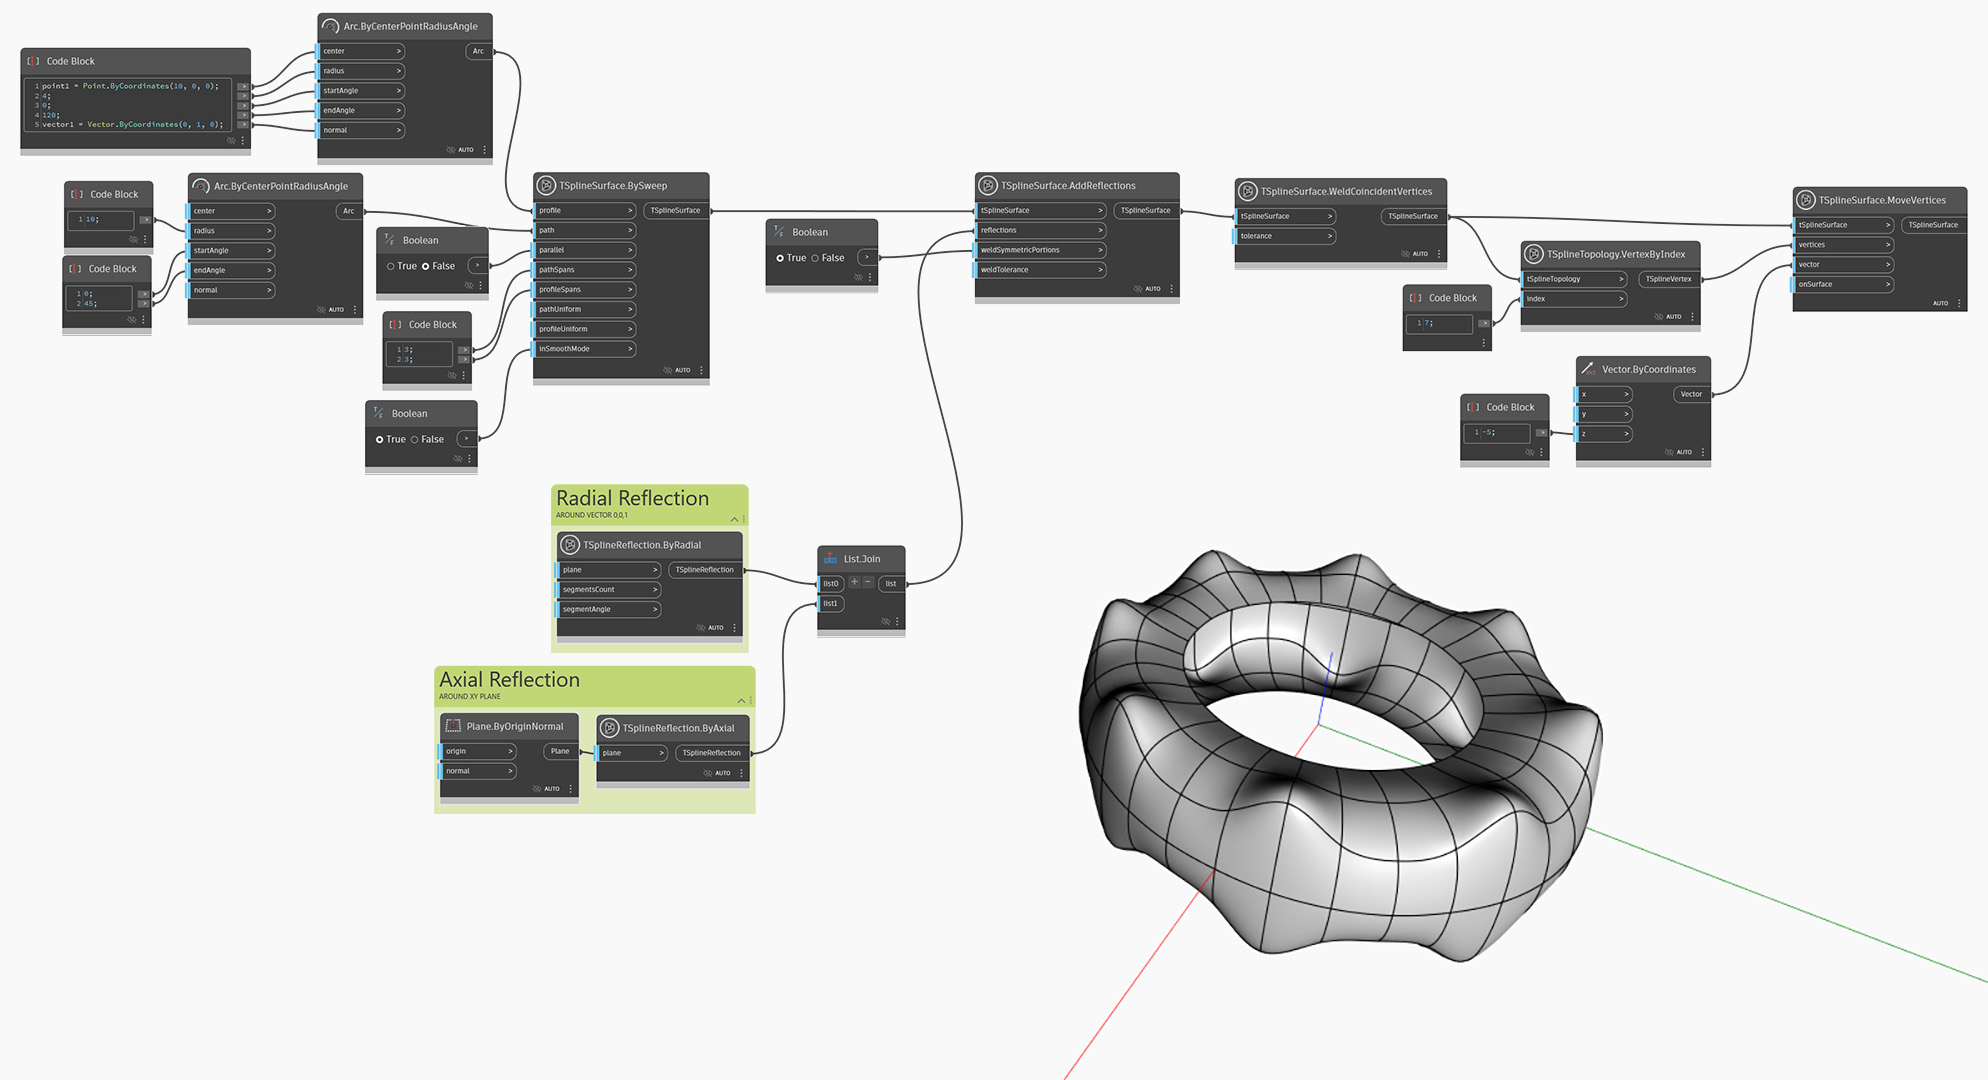 Arc.ByCenterPointRadiusAngle
center >
Arc
radius >
startAngle >
endAngle >
normal >
AUTO
Code Block
1 point1 = Point.ByCoordinates(10, 0, 0); >
2 4; >
3 0; >
4 120; >
5 vector1 = Vector.ByCoordinates(0, 1, 0); >
Code Block
1 10; >
Code Block
1 0; >
2 45; >
Arc.ByCenterPointRadiusAngle
center >
Arc
radius >
startAngle >
endAngle >
normal >
AUTO
Boolean
True False >
Code Block
1 3; >
2 3; >
Boolean
True False >
TSplineSurface.BySweep
profile >
TSplineSurface
path >
parallel >
pathSpans >
profileSpans >
pathUniform >
profileUniform >
inSmoothMode >
AUTO
Boolean
True False >
TSplineSurface.AddReflections
tSplineSurface >
TSplineSurface
reflections >
weldSymmetricPortions >
weldTolerance >
AUTO
TSplineSurface.WeldCoincidentVertices
tSplineSurface >
TSplineSurface
tolerance >
AUTO
Code Block
1 7; >
TSplineTopology.VertexByIndex
tSplineTopology >
TSplineVertex
index >
AUTO
Code Block
1 -5; >
Vector.ByCoordinates
x >
Vector
y >
z >
AUTO
TSplineSurface.MoveVertices
tSplineSurface >
TSplineSurface
vertices >
vector >
onSurface >
AUTO
Radial Reflection
AROUND VECTOR 0,0,1
TSplineReflection.ByRadial
plane >
TSplineReflection
segmentsCount >
segmentAngle >
AUTO
List.Join
list0 + −
list
list1
Axial Reflection
AROUND XY PLANE
Plane.ByOriginNormal
origin >
Plane
normal >
AUTO
TSplineReflection.ByAxial
plane >
TSplineReflection
AUTO